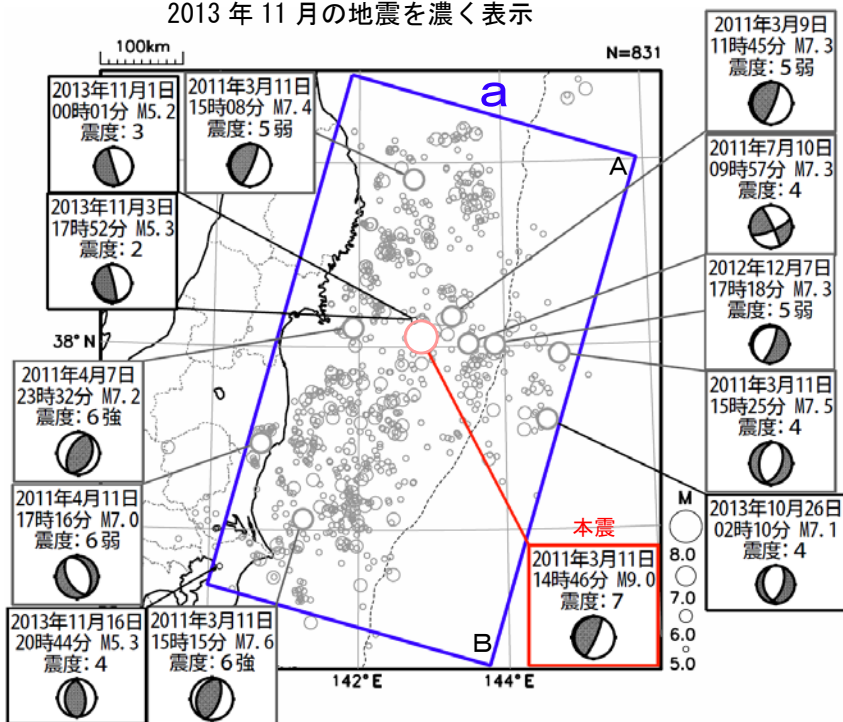 2013年11月の地震を濃く表示
100km
N=831
2013年11月1日
00時01分 M5.2
震度:3
2011年3月11日
15時08分 M7.4
震度:5弱
a
A
2011年3月9日
11時45分 M7.3
震度:5弱
2011年7月10日
09時57分 M7.3
震度:4
2013年11月3日
17時52分 M5.3
震度:2
2012年12月7日
17時18分 M7.3
震度:5弱
38°N
2011年4月7日
23時32分 M7.2
震度:6強
2011年3月11日
15時25分 M7.5
震度:4
2011年4月11日
17時16分 M7.0
震度:6弱
2013年10月26日
02時10分 M7.1
震度:4
本震
2011年3月11日
14時46分 M9.0
震度:7
M
8.0
7.0
6.0
5.0
2013年11月16日
20時44分 M5.3
震度:4
2011年3月11日
15時15分 M7.6
震度:6強
B
142°E
144°E